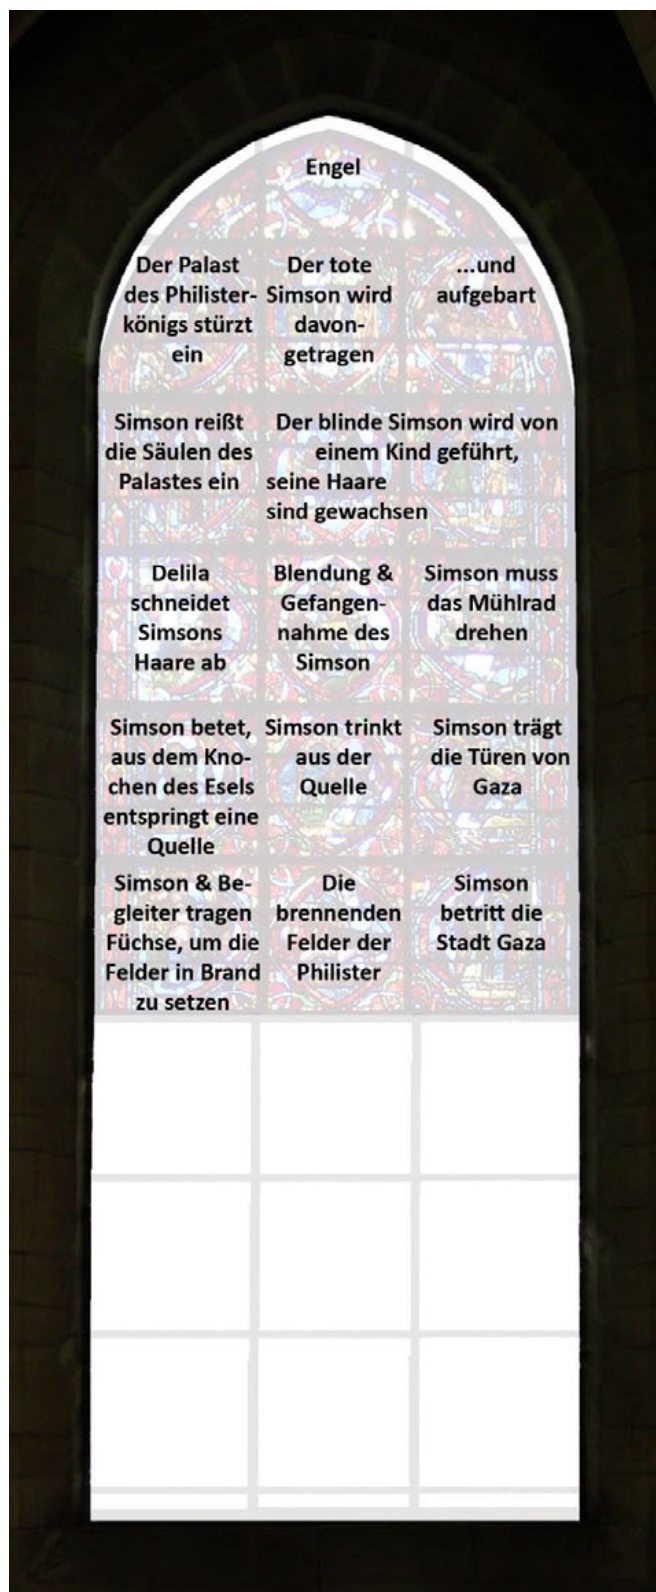 Engel
Der Palast
des Philister-
königs stürzt
ein
Der tote
Simson wird
davon-
getragen
...und
aufgebart
Simson reißt
die Säulen des
Palastes ein
Der blinde Simson wird von
einem Kind geführt,
seine Haare
sind gewachsen
Delila
schneidet
Simsons
Haare ab
Blendung &
Gefangen-
nahme des
Simson
Simson muss
das Mühlrad
drehen
Simson betet,
aus dem Kno-
chen des Esels
entspringt eine
Quelle
Simson trinkt
aus der
Quelle
Simson trägt
die Türen von
Gaza
Simson & Be-
gleiter tragen
Füchse, um die
Felder in Brand
zu setzen
Die
brennenden
Felder der
Philister
Simson
betritt die
Stadt Gaza